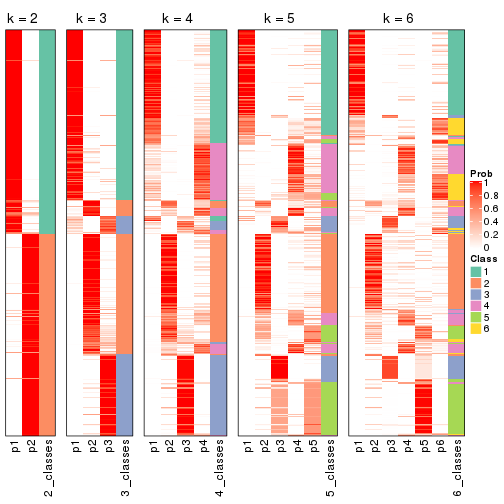 k = 2
k = 3
k = 4
k = 5
k = 6
Prob
1
0.8
0.6
0.4
0.2
0
Class
1
2
3
4
5
6
p1
p2
2_classes
p1
p2
p3
3_classes
p1
p2
p3
p4
4_classes
p1
p2
p3
p4
p5
5_classes
p1
p2
p3
p4
p5
p6
6_classes